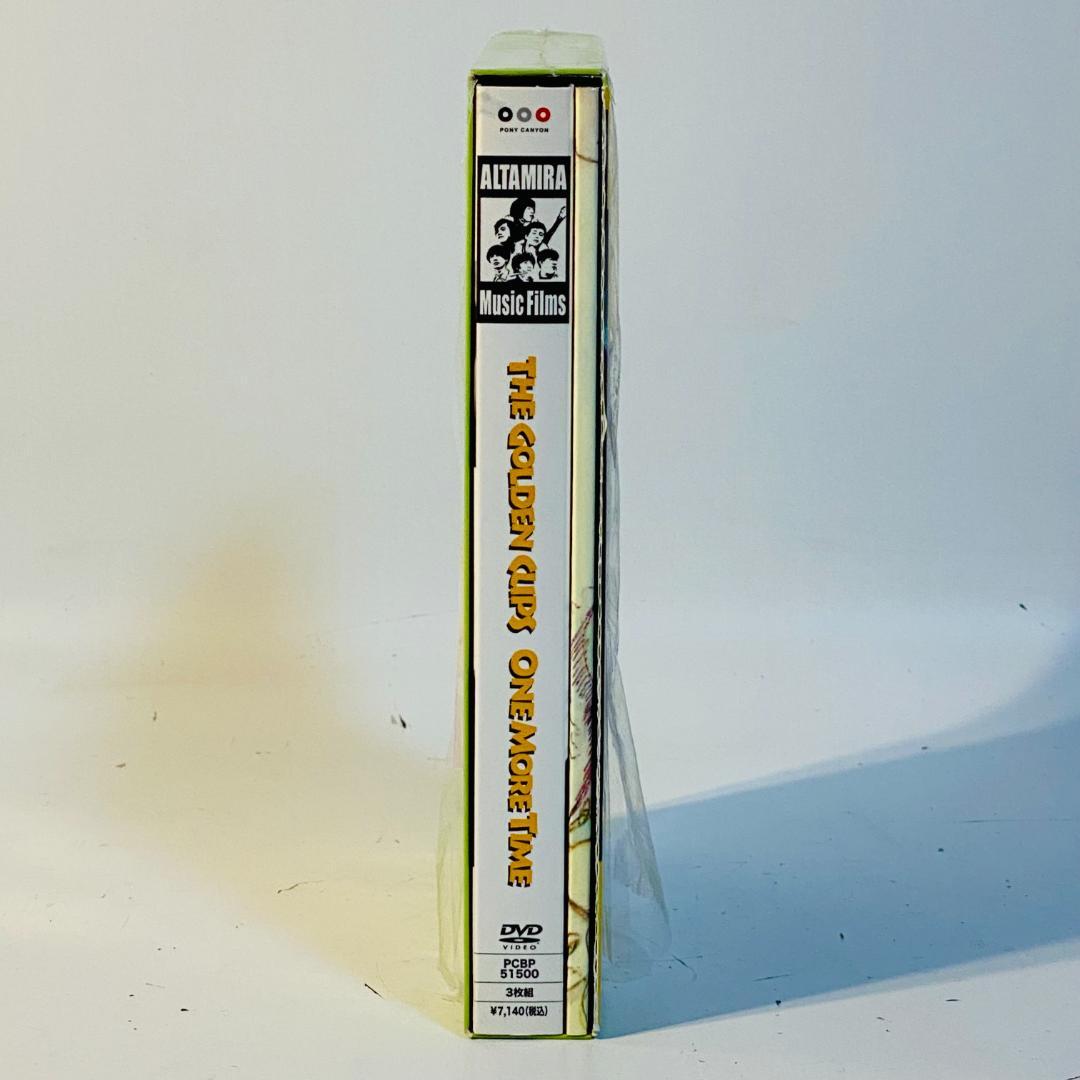 PONY CANYON
ALTAMIRA
Music Films
THE GOLDEN CUPS ONE MORE TIME
DVD
VIDEO
PCBP
51500
3枚組
¥7,140(税込)